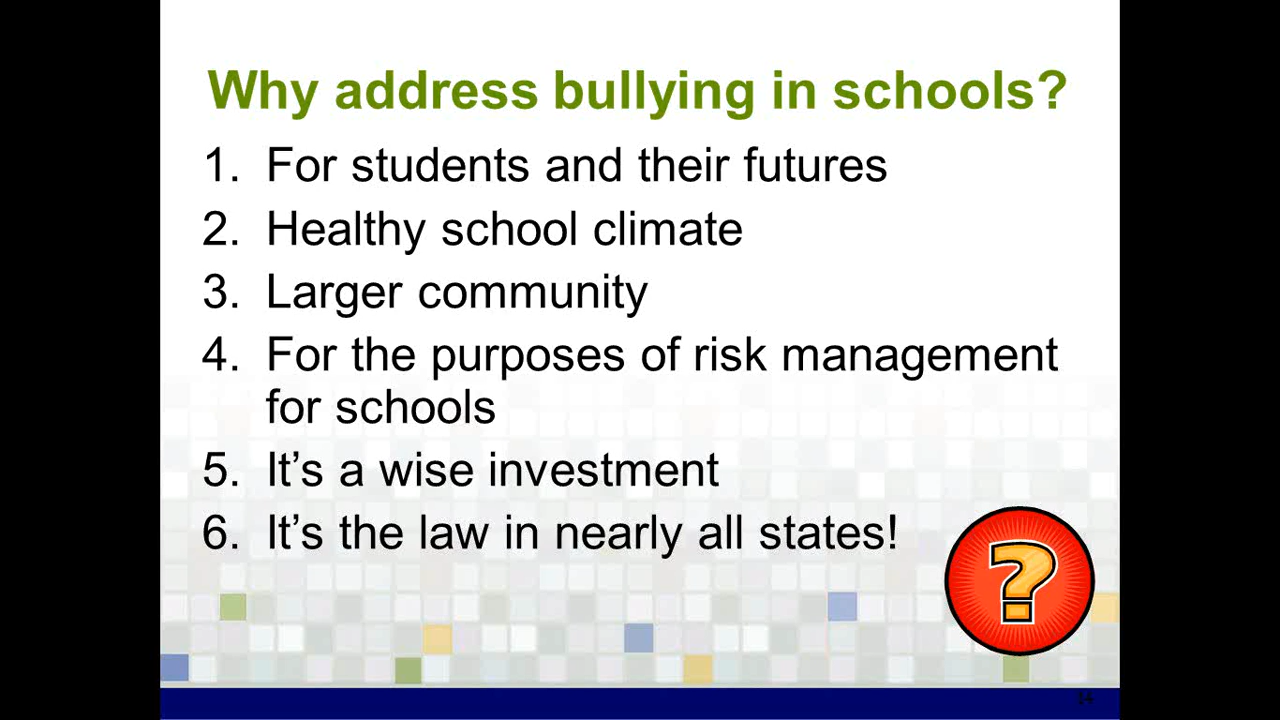 Why address bullying in schools?
1. For students and their futures
2. Healthy school climate
3. Larger community
4. For the purposes of risk management
for schools
5. It’s a wise investment
6. It’s the law in nearly all states!
?
14